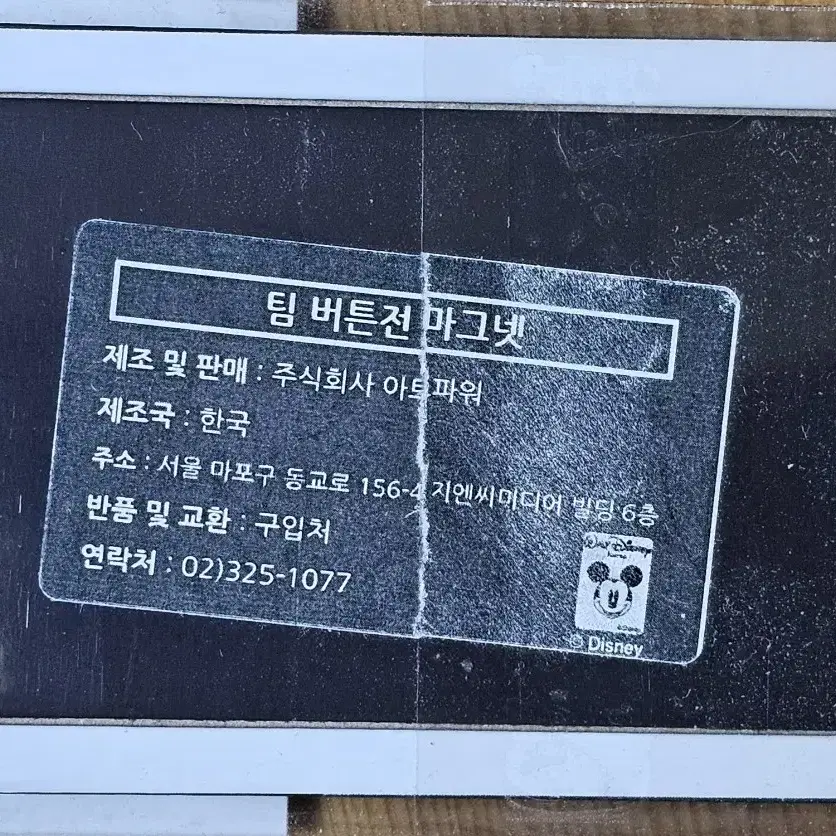 팀 버튼전 마그넷
제조 및 판매 : 주식회사 아트파워
제조국 : 한국
주소 : 서울 마포구 동교로 156-4 지엔씨미디어 빌딩 6층
반품 및 교환 : 구입처
연락처 : 02)325-1077
Walt Disney
© Disney